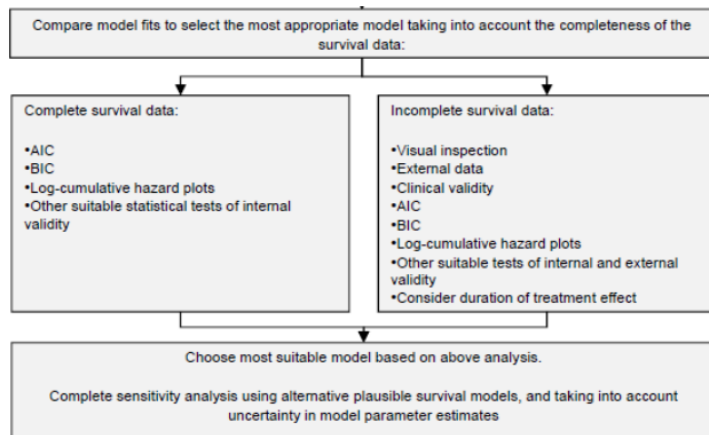 Compare model fits to select the most appropriate model taking into account the completeness of the
survival data:
Complete survival data:
•AIC
•BIC
•Log-cumulative hazard plots
•Other suitable statistical tests of internal
validity
Incomplete survival data:
•Visual inspection
•External data
•Clinical validity
•AIC
•BIC
•Log-cumulative hazard plots
•Other suitable tests of internal and external
validity
•Consider duration of treatment effect
Choose most suitable model based on above analysis.
Complete sensitivity analysis using alternative plausible survival models, and taking into account
uncertainty in model parameter estimates